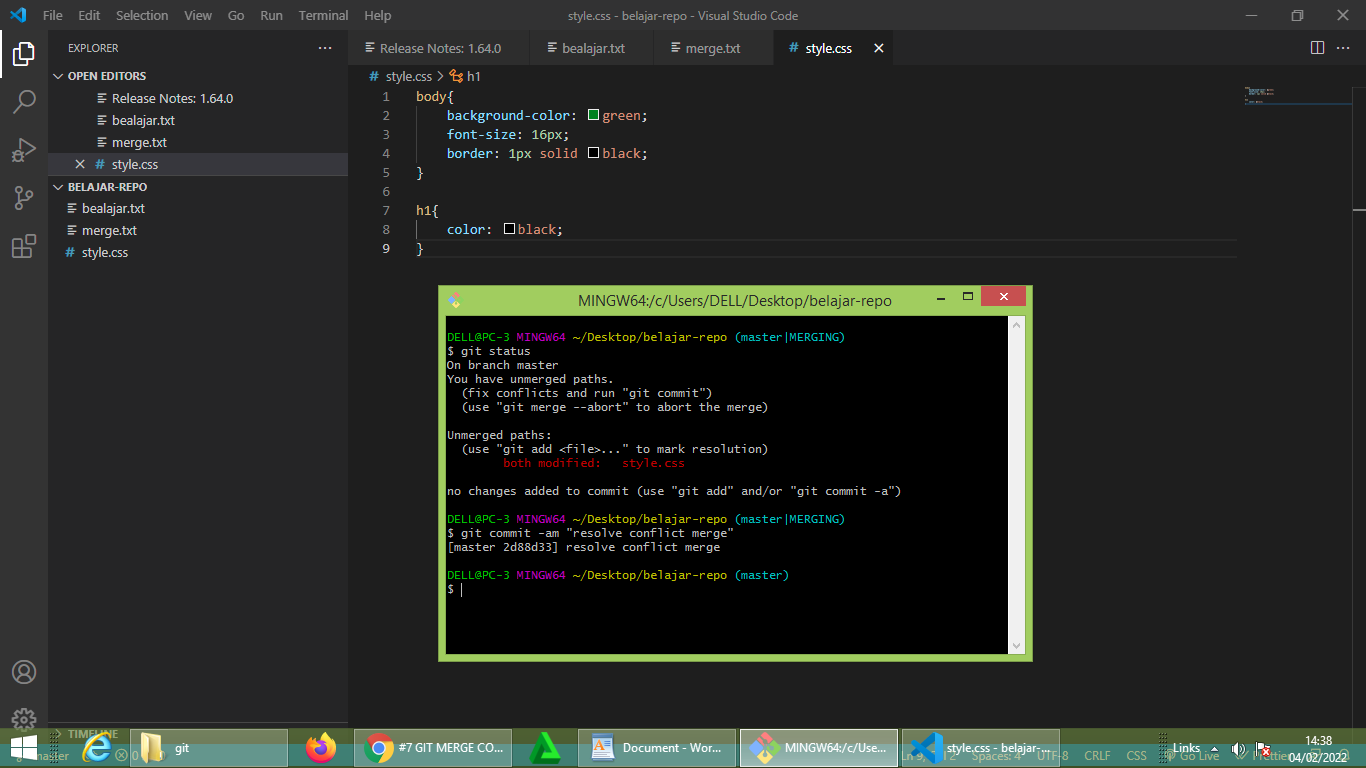 File Edit Selection View Go Run Terminal Help
style.css - belajar-repo - Visual Studio Code
EXPLORER
OPEN EDITORS
Release Notes: 1.64.0
bealajar.txt
merge.txt
style.css
BELAJAR-REPO
bealajar.txt
merge.txt
style.css
TIMELINE
Release Notes: 1.64.0 bealajar.txt merge.txt # style.css
# style.css > h1
1 body{
2 background-color: green;
3 font-size: 16px;
4 border: 1px solid black;
5 }
6
7 h1{
8 color: black;
9 }
MINGW64:/c/Users/DELL/Desktop/belajar-repo
DELL@PC-3 MINGW64 ~/Desktop/belajar-repo (master|MERGING)
$ git status
On branch master
You have unmerged paths.
(fix conflicts and run "git commit")
(use "git merge --abort" to abort the merge)
Unmerged paths:
(use "git add <file>..." to mark resolution)
both modified: style.css
no changes added to commit (use "git add" and/or "git commit -a")
DELL@PC-3 MINGW64 ~/Desktop/belajar-repo (master|MERGING)
$ git commit -am "resolve conflict merge"
[master 2d88d33] resolve conflict merge
DELL@PC-3 MINGW64 ~/Desktop/belajar-repo (master)
$
git
#7 GIT MERGE CO...
Document - Wor...
MINGW64:/c/Use...
style.css - belajar-...
Spaces: 4 UTF-8 CRLF CSS Go Live Prettier
Links
14:38
04/02/2022